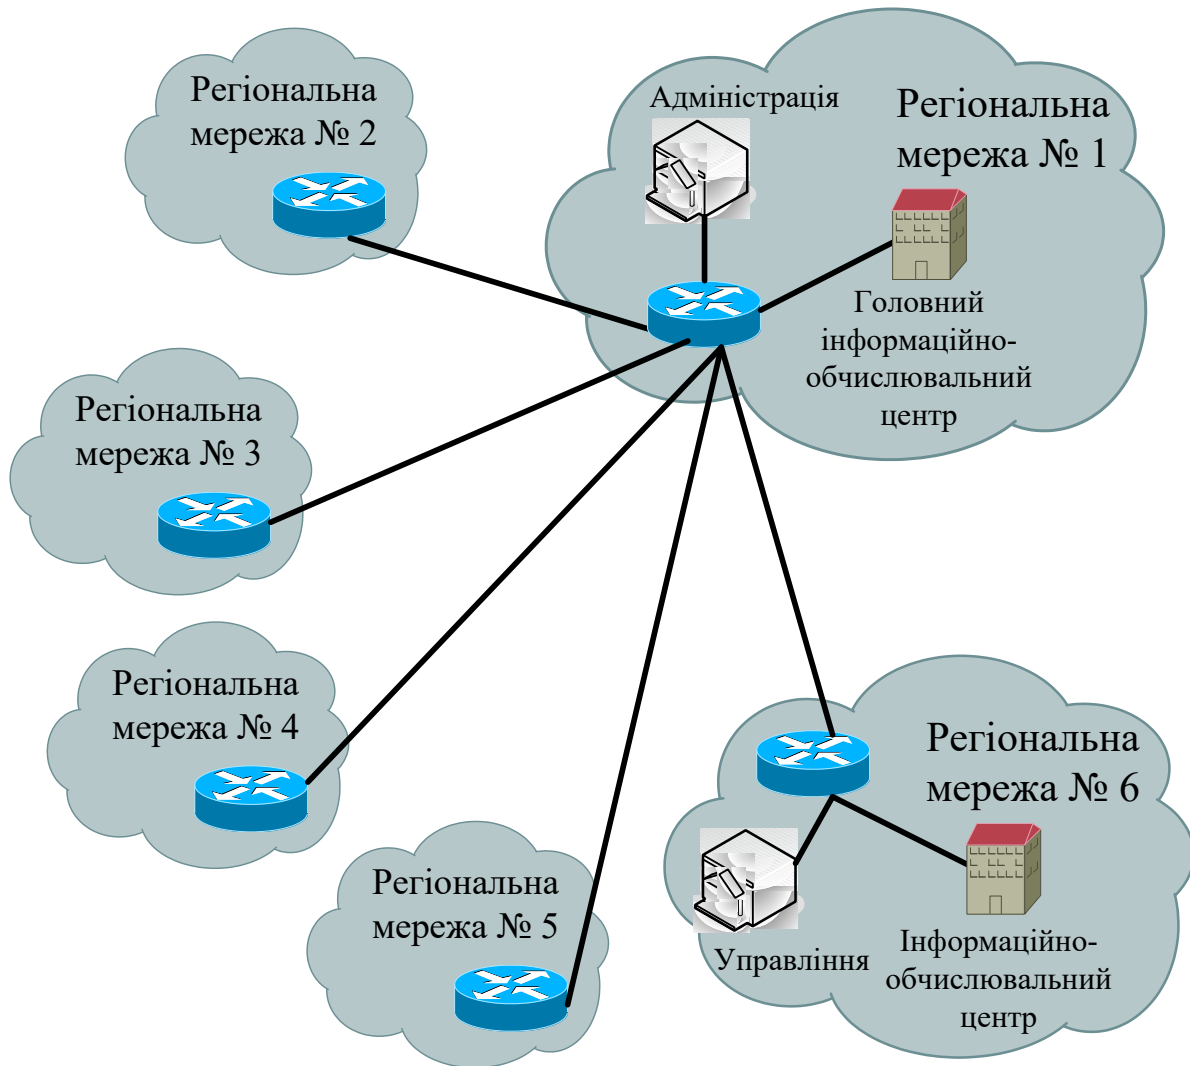 Регіональна
мережа № 2
Адміністрація
Регіональна
мережа № 1
Головний
інформаційно-
обчислювальний
центр
Регіональна
мережа № 3
Регіональна
мережа № 4
Регіональна
мережа № 5
Регіональна
мережа № 6
Управління
Інформаційно-
обчислювальний
центр